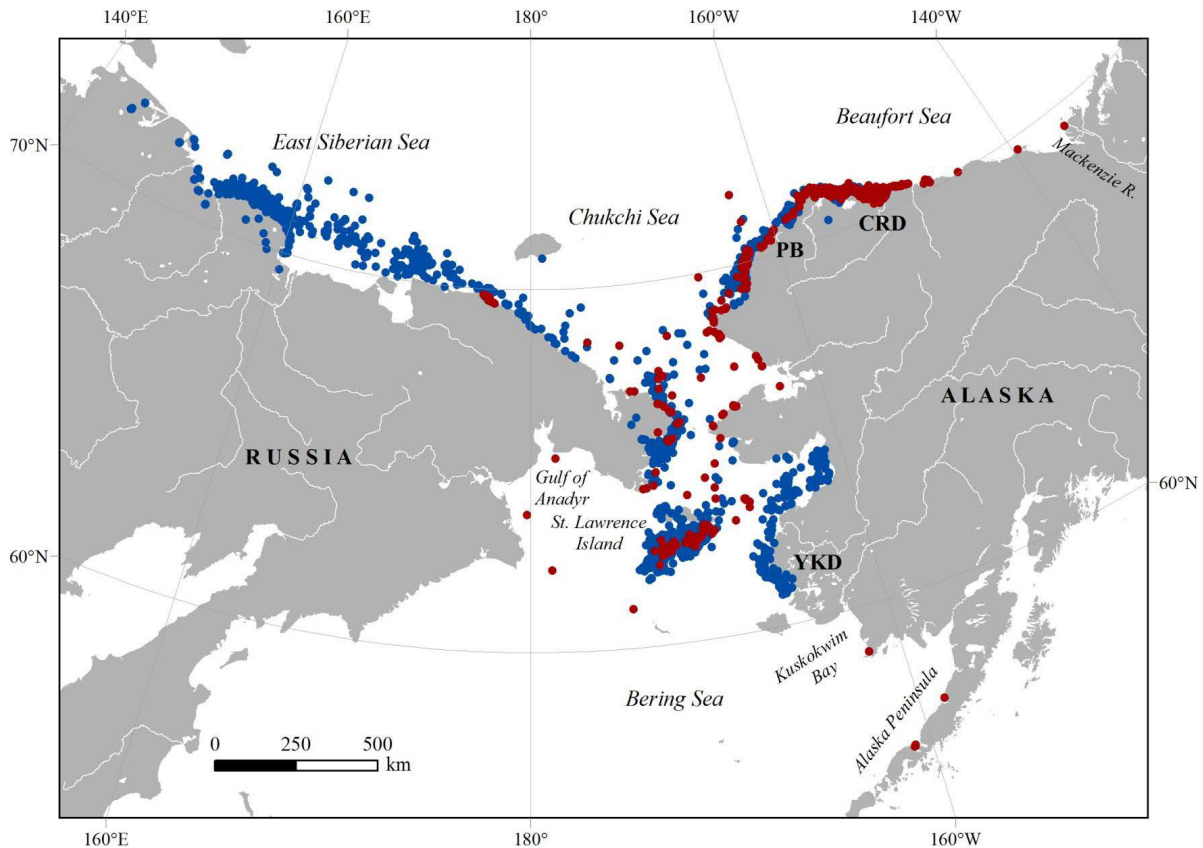 140°E 160°E 180° 160°W 140°W
Beaufort Sea
70°N
East Siberian Sea
Mackenzie R.
Chukchi Sea
CRD
PB
ALASKA
RUSSIA
Gulf of
Anadyr
60°N
St. Lawrence
Island
60°N
YKD
Kuskokwim
Bay
Bering Sea
Alaska Peninsula
0 250 500
km
160°E 180° 160°W